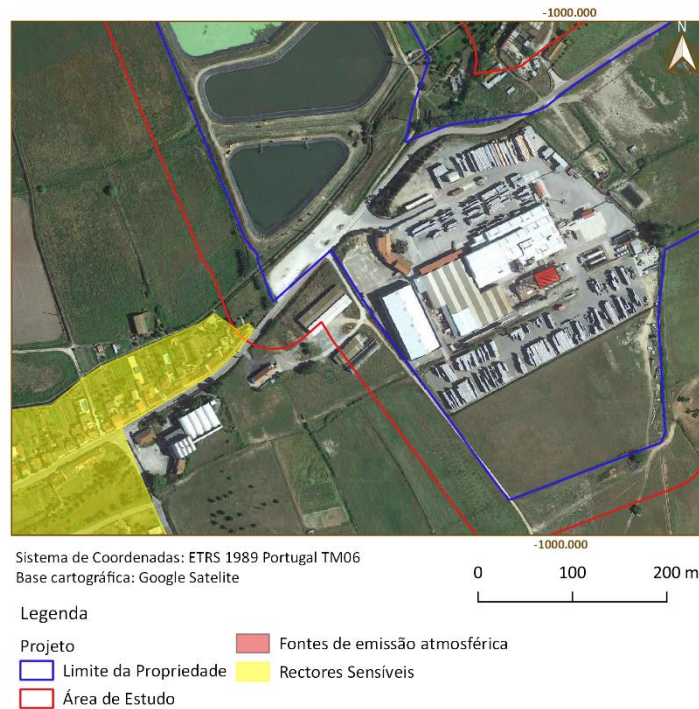 -1000.000
N
-1000.000
Sistema de Coordenadas: ETRS 1989 Portugal TM06
Base cartográfica: Google Satelite
0 100 200 m
Legenda
Projeto
Limite da Propriedade
Área de Estudo
Fontes de emissão atmosférica
Rectores Sensíveis